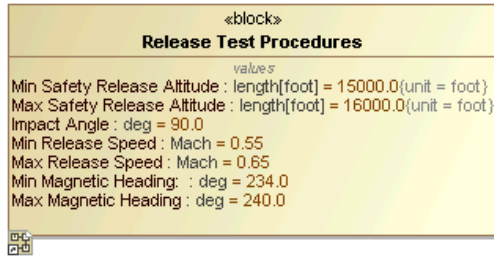 «block»
Release Test Procedures
values
Min Safety Release Altitude : length[foot] = 15000.0{unit = foot}
Max Safety Release Altitude : length[foot] = 16000.0{unit = foot}
Impact Angle : deg = 90.0
Min Release Speed : Mach = 0.55
Max Release Speed : Mach = 0.65
Min Magnetic Heading: : deg = 234.0
Max Magnetic Heading : deg = 240.0